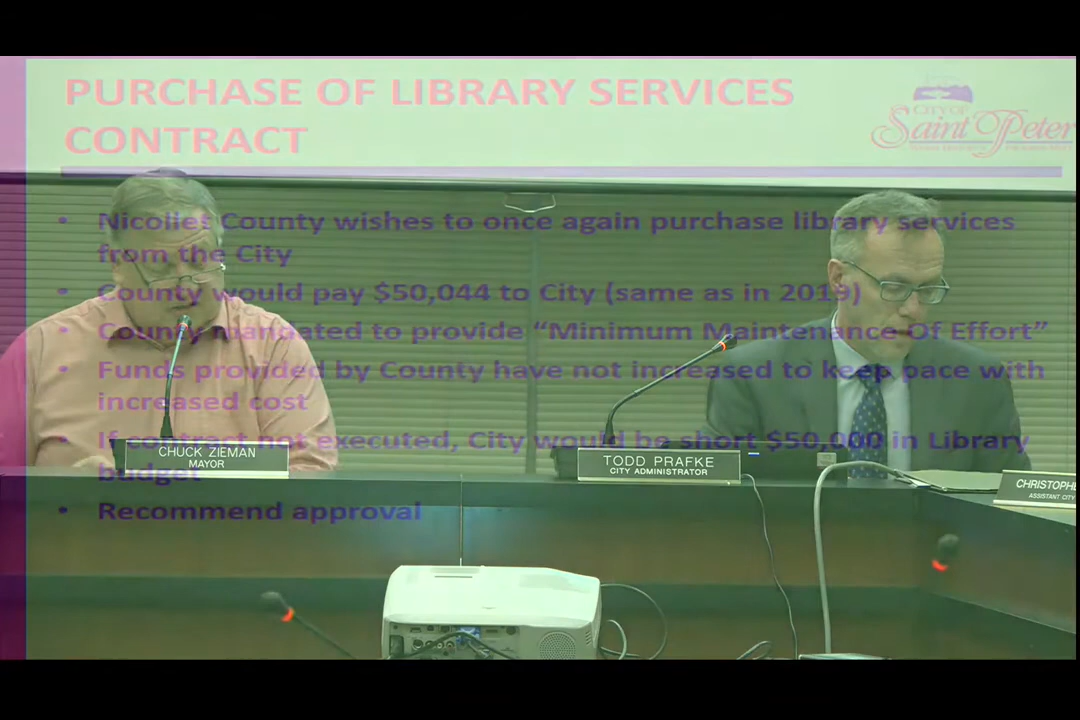 PURCHASE OF LIBRARY SERVICES
CONTRACT
CITY OF
Saint Peter
• Nicollet County wishes to once again purchase library services
from the City
• County would pay $50,044 to City (same as in 2019)
• County mandated to provide “Minimum Maintenance Of Effort”
• Funds provided by County have not increased to keep pace with
increased cost
• If contract not executed, City would be short $50,000 in Library
budget
• Recommend approval
CHUCK ZIEMAN
MAYOR
TODD PRAFKE
CITY ADMINISTRATOR
CHRISTOPHE
ASSISTANT CITY